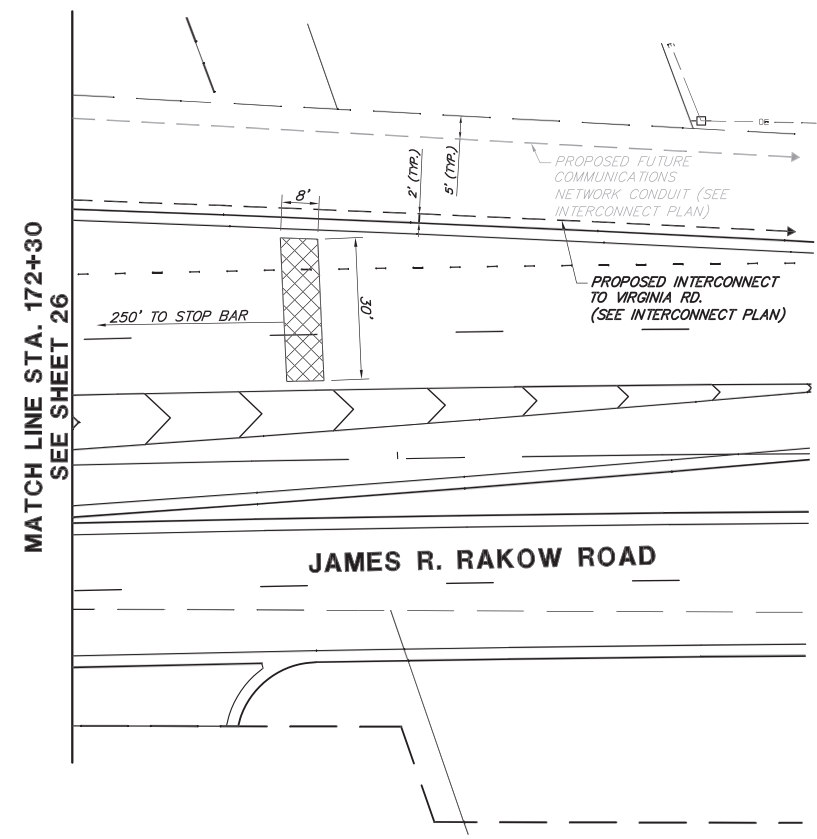 8'
2' (TYP.)
5' (TYP.)
PROPOSED FUTURE
COMMUNICATIONS
NETWORK CONDUIT (SEE
INTERCONNECT PLAN)
PROPOSED INTERCONNECT
TO VIRGINIA RD.
(SEE INTERCONNECT PLAN)
250' TO STOP BAR
30'
MATCH LINE STA. 172+30
SEE SHEET 26
JAMES R. RAKOW ROAD